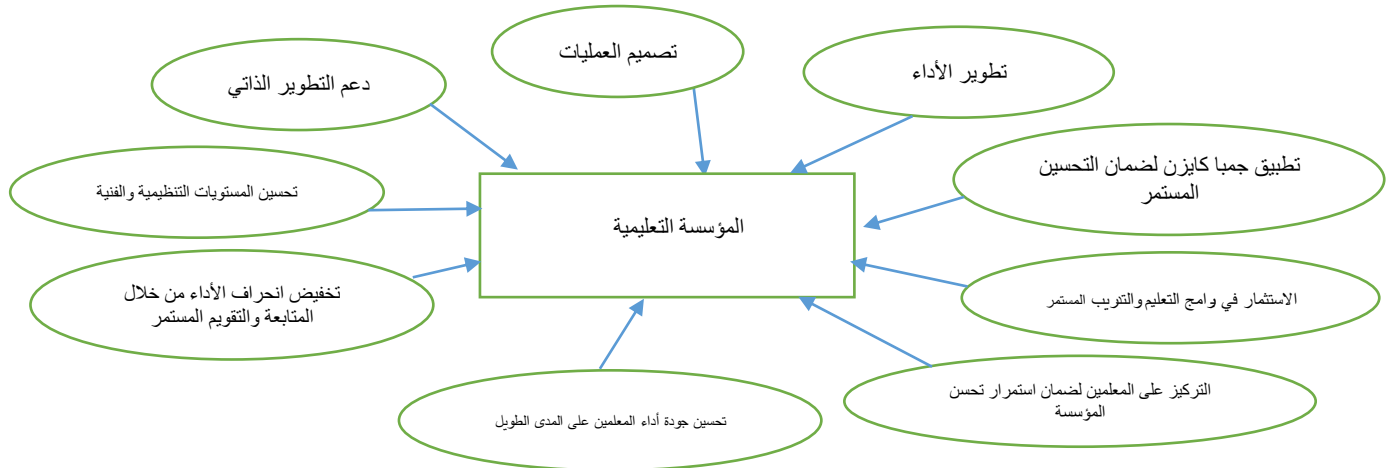 تصميم العمليات
تطوير الأداء
دعم التطوير الذاتي
تطبيق جمبا كايزن لضمان التحسين
المستمر
تحسين المستويات التنظيمية والفنية
المؤسسة التعليمية
تخفيض انحراف الأداء من خلال
المتابعة والتقويم المستمر
الاستثمار في وامج التعليم والتتريب المستمر
التركيز على المعلمين لضمان استمرار تحسن
المؤسسة
تحسين جودة أداء المعلمين على المدى الطويل